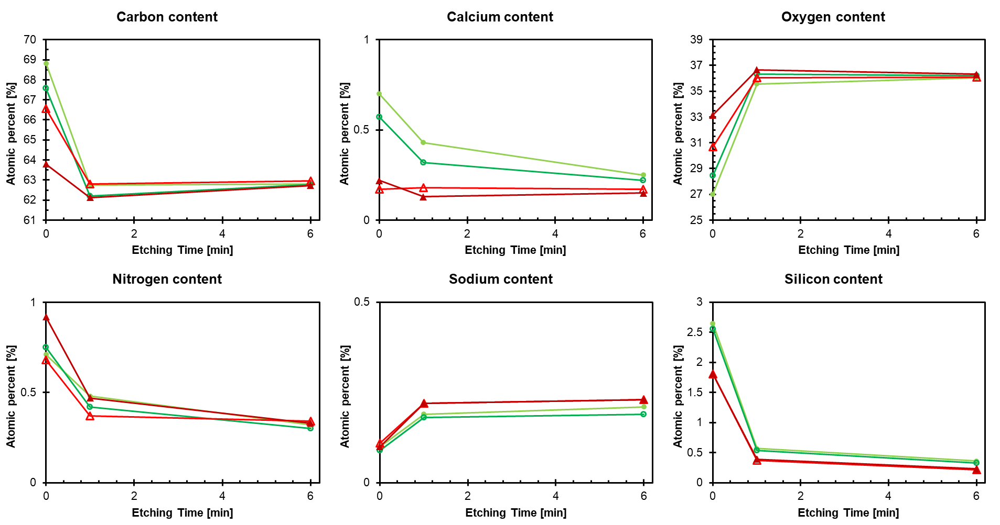 Carbon content
70
69
68
67
66
65
64
63
62
61
0 2 4 6
Atomic percent [%]
Etching Time [min]
Calcium content
1
0.5
0
0 2 4 6
Atomic percent [%]
Etching Time [min]
Oxygen content
39
37
35
33
31
29
27
25
0 2 4 6
Atomic percent [%]
Etching Time [min]
Nitrogen content
1
0.5
0
0 2 4 6
Atomic percent [%]
Etching Time [min]
Sodium content
0.5
0
0 2 4 6
Atomic percent [%]
Etching Time [min]
Silicon content
3
2.5
2
1.5
1
0.5
0
0 2 4 6
Atomic percent [%]
Etching Time [min]